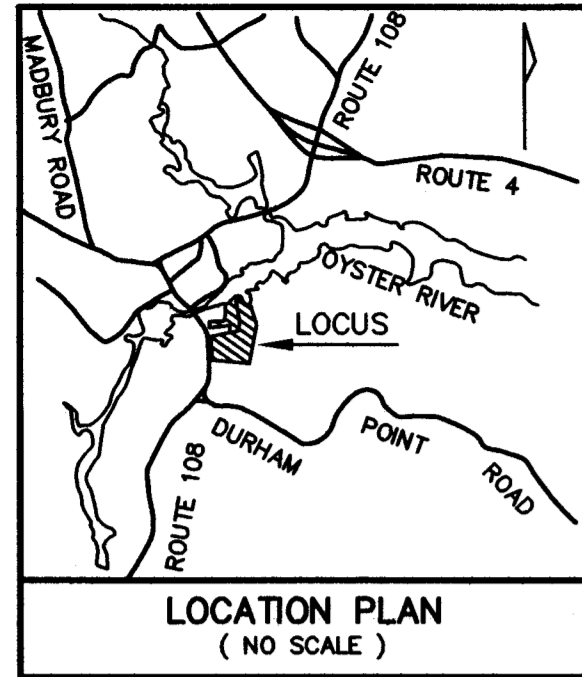 MADBURY ROAD
ROUTE 108
ROUTE 4
OYSTER RIVER
LOCUS
DURHAM POINT ROAD
ROUTE 108
LOCATION PLAN
( NO SCALE )